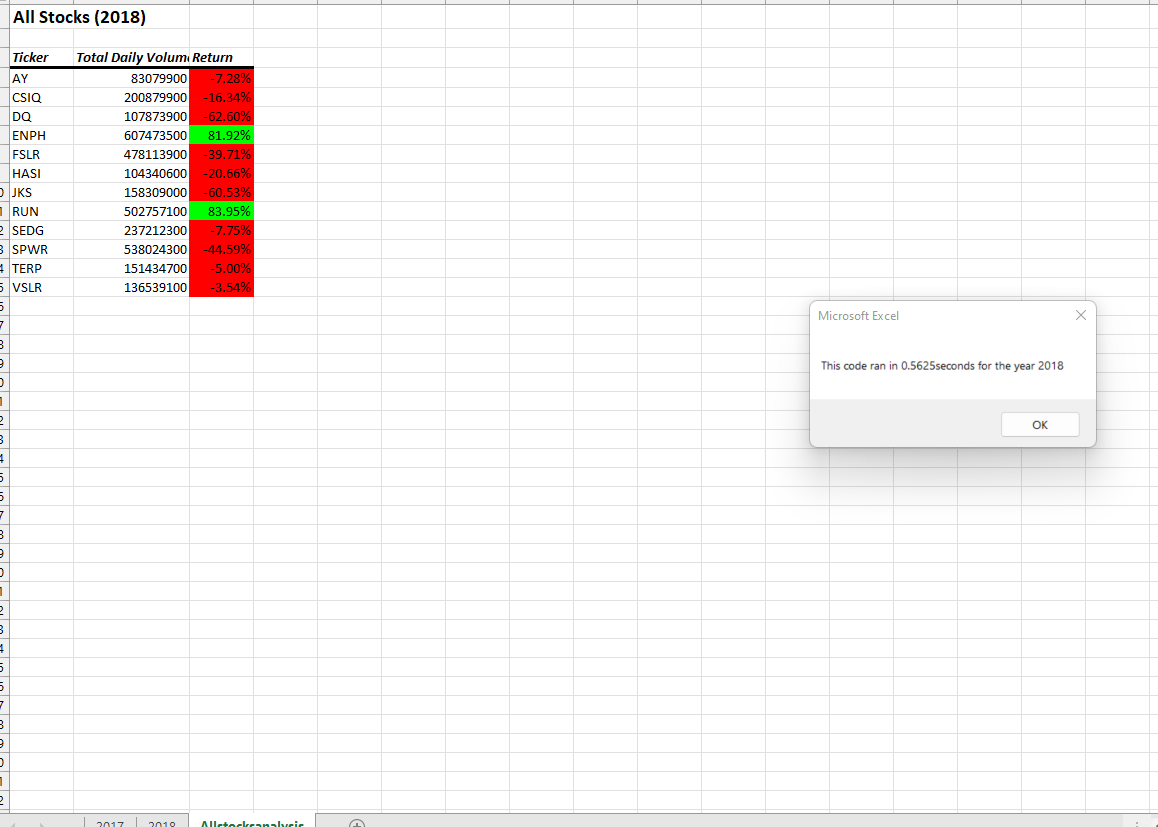 All Stocks (2018)
Ticker Total Daily Volum Return
AY 83079900 -7.28%
CSIQ 200879900 -16.34%
DQ 107873900 -62.60%
ENPH 607473500 81.92%
FSLR 478113900 -39.71%
HASI 104340600 -20.66%
JKS 158309000 -60.53%
RUN 502757100 83.95%
SEDG 237212300 -7.75%
SPWR 538024300 -44.59%
TERP 151434700 -5.00%
VSLR 136539100 -3.54%
Microsoft Excel
This code ran in 0.5625seconds for the year 2018
OK
2017 2018 Allstocksanalysis